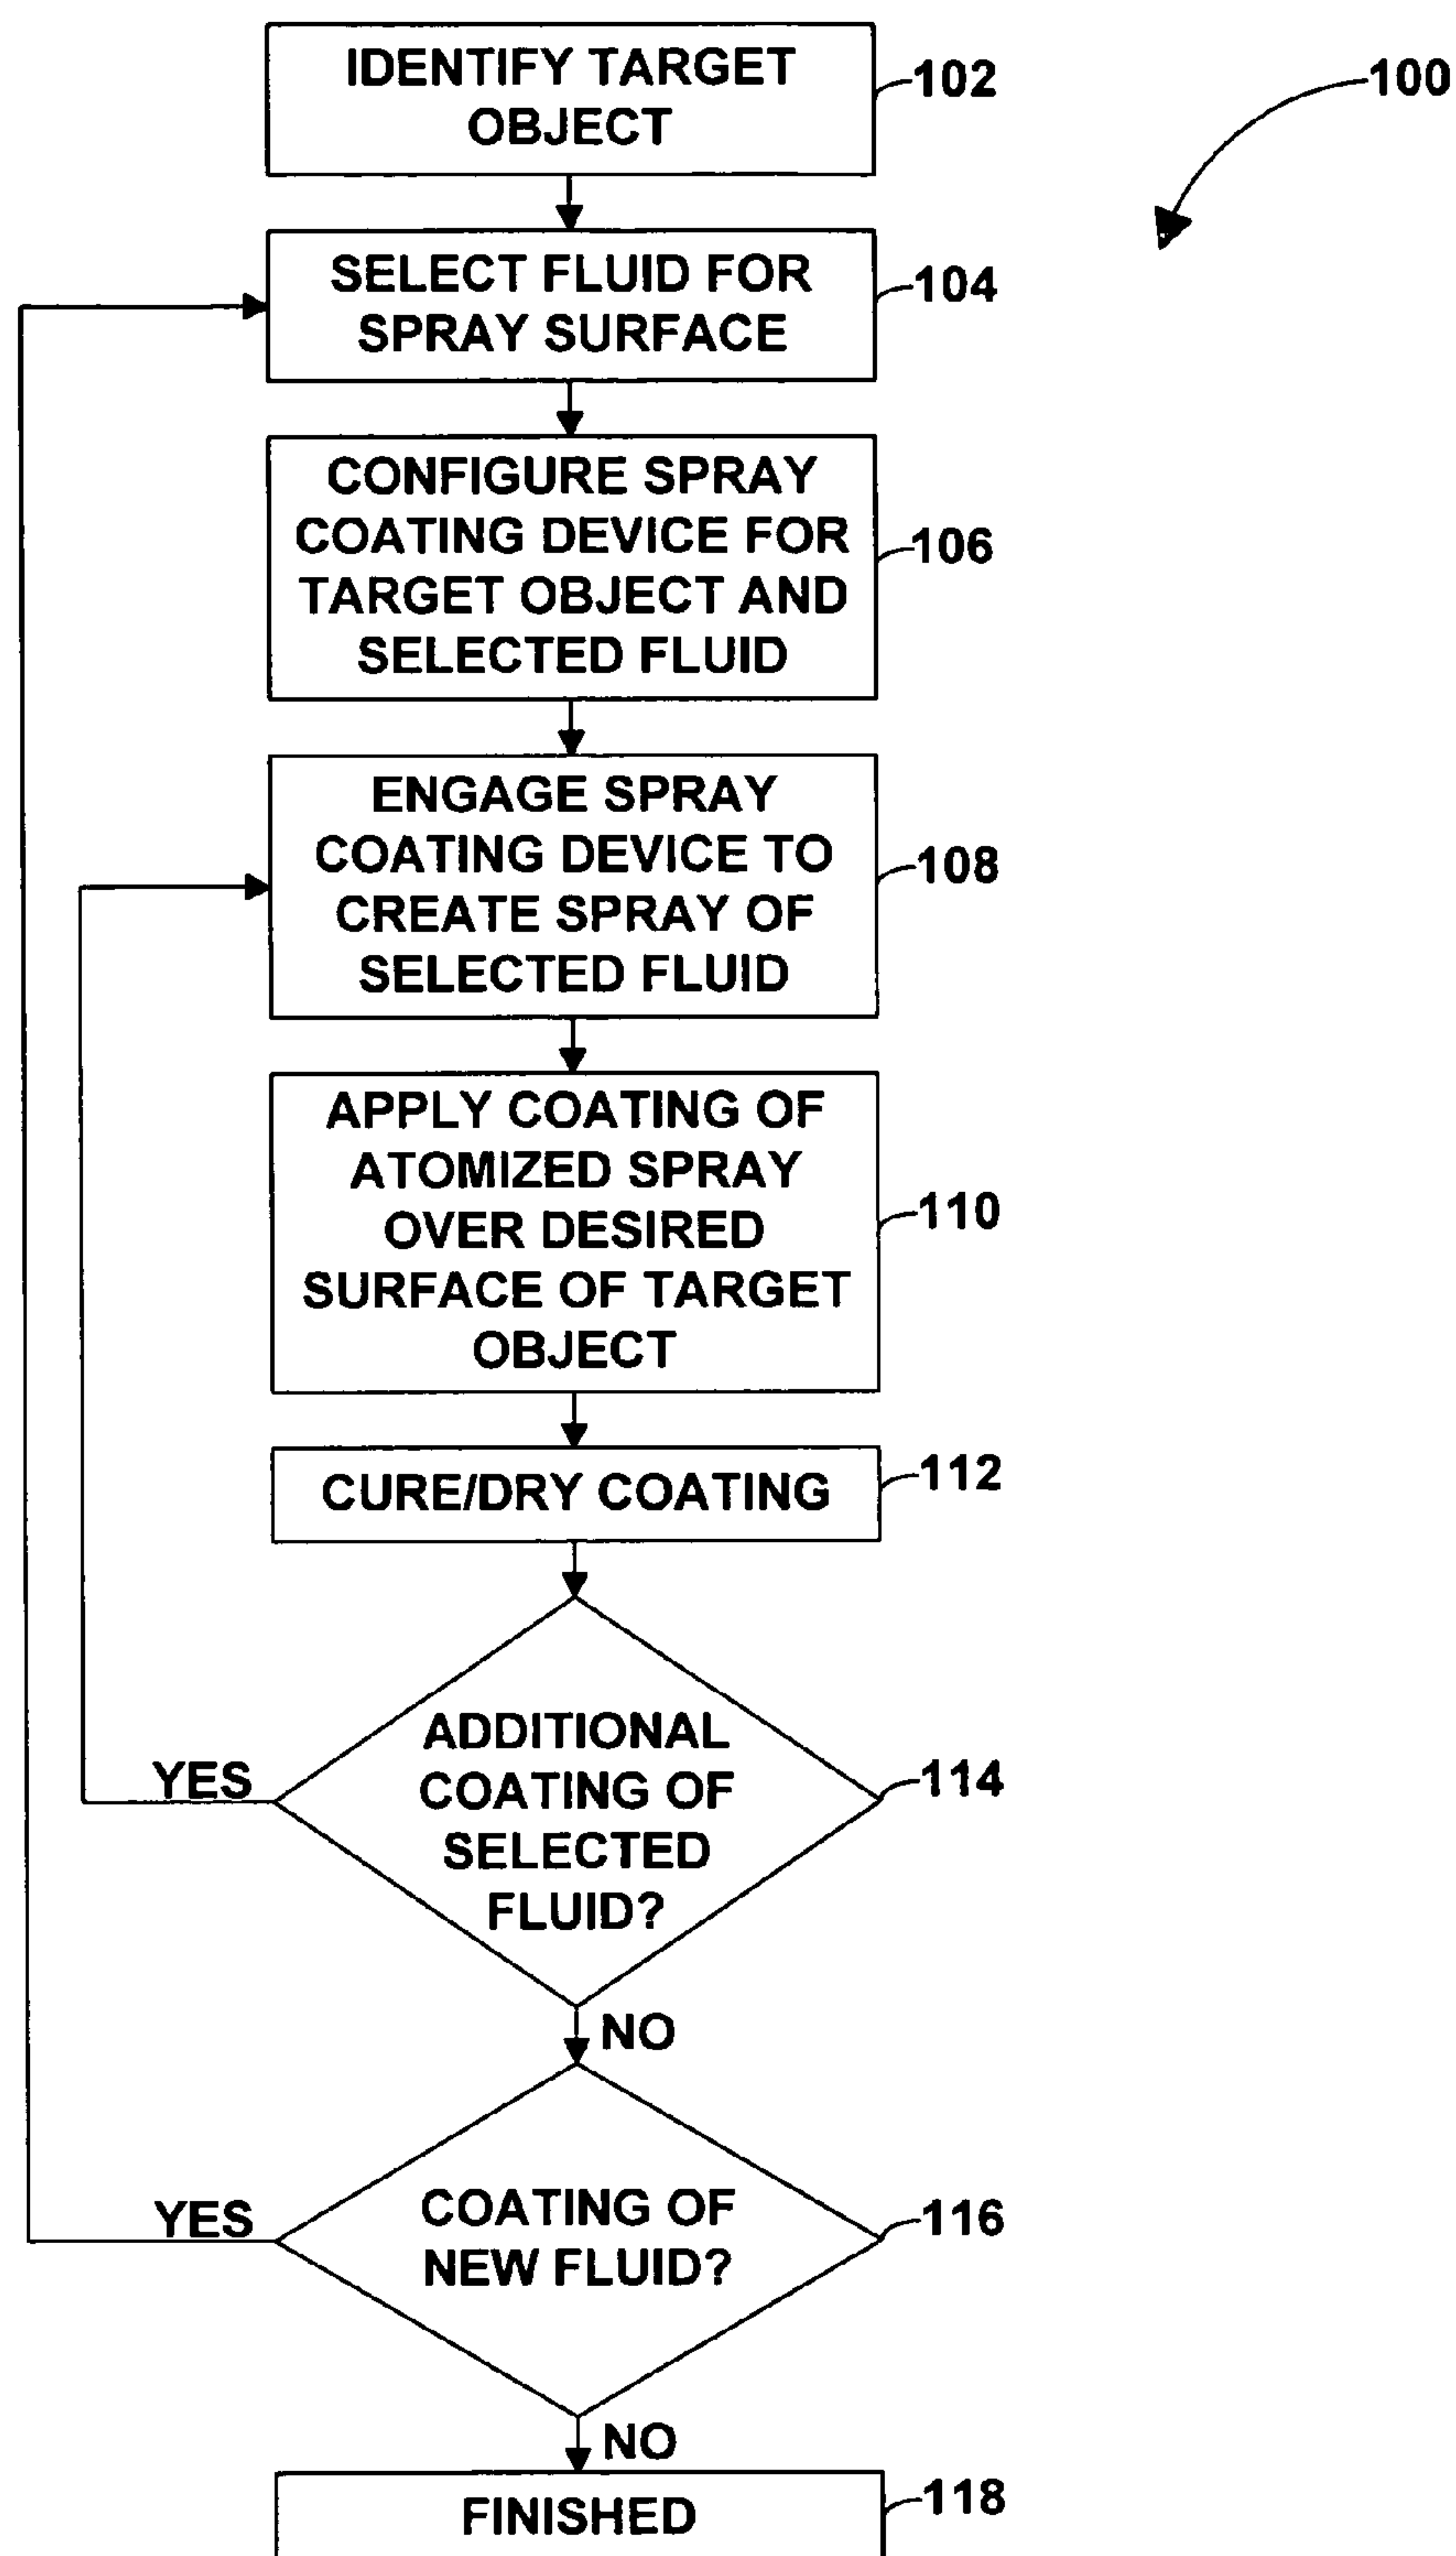 IDENTIFY TARGET
OBJECT
102
100
SELECT FLUID FOR
SPRAY SURFACE
104
CONFIGURE SPRAY
COATING DEVICE FOR
TARGET OBJECT AND
SELECTED FLUID
106
ENGAGE SPRAY
COATING DEVICE TO
CREATE SPRAY OF
SELECTED FLUID
108
APPLY COATING OF
ATOMIZED SPRAY
OVER DESIRED
SURFACE OF TARGET
OBJECT
110
CURE/DRY COATING
112
ADDITIONAL
COATING OF
SELECTED
FLUID?
114
YES
NO
COATING OF
NEW FLUID?
116
YES
NO
FINISHED
118